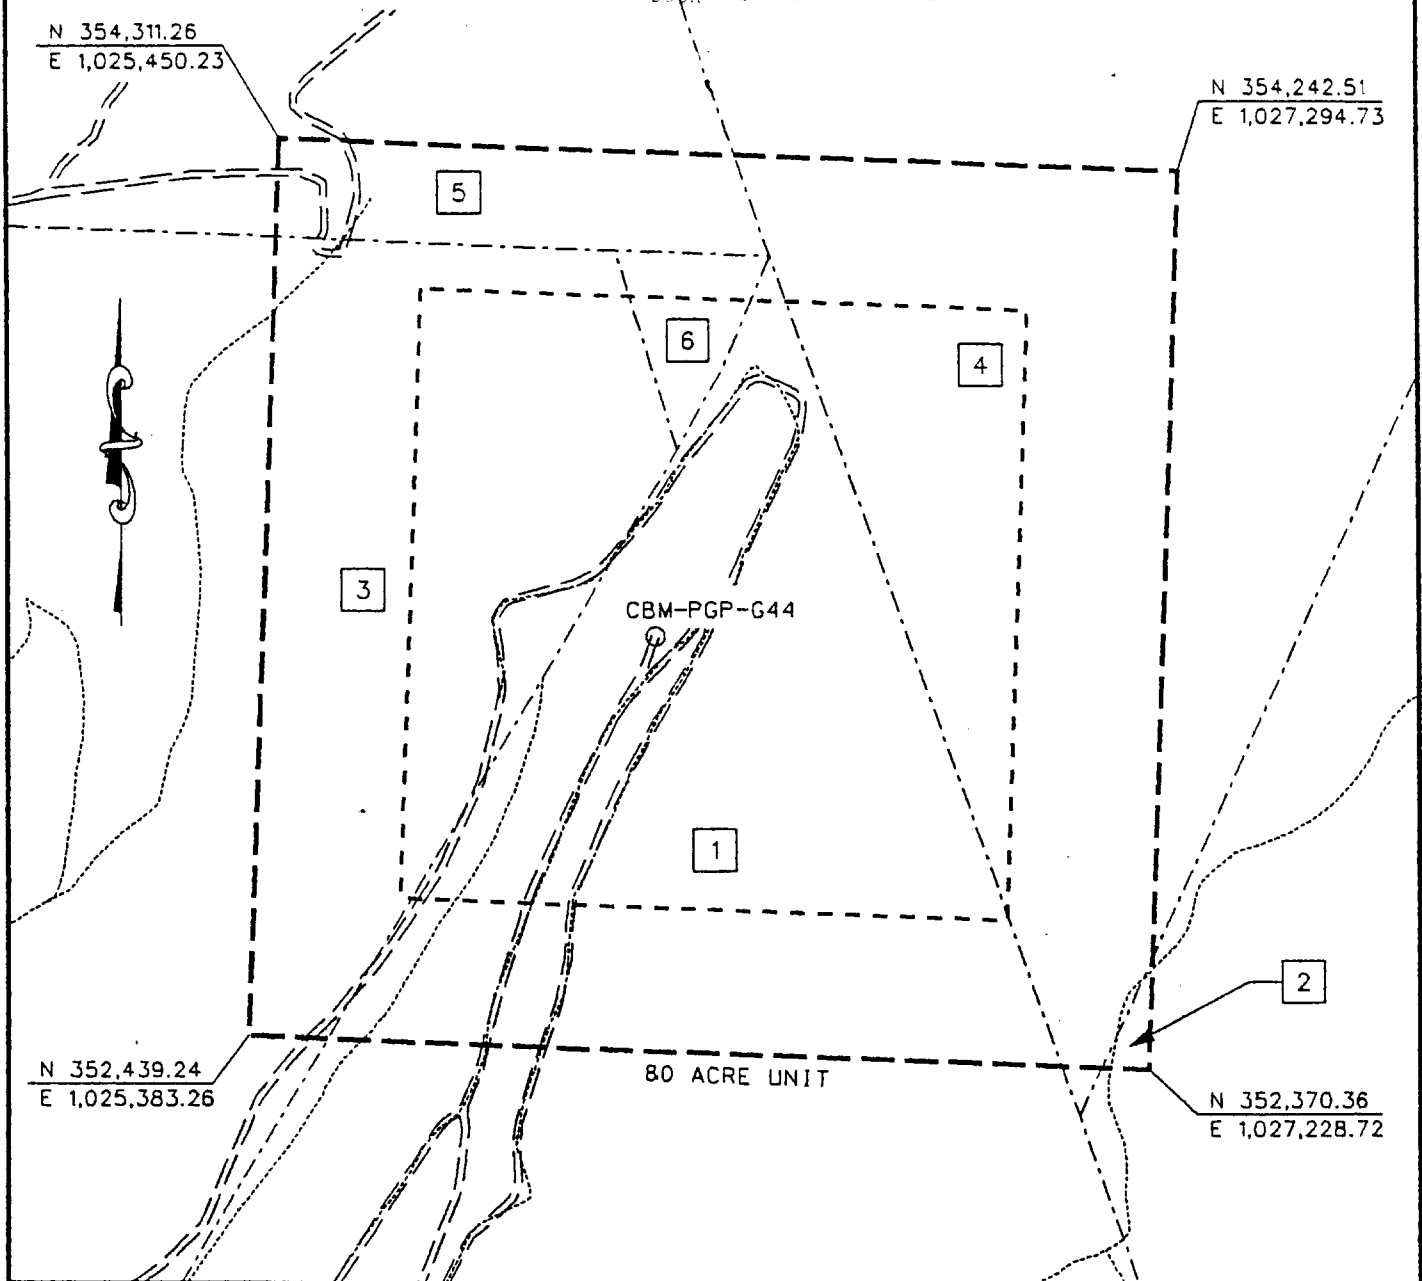 N 354,311.26
E 1,025,450.23
N 354,242.51
E 1,027,294.73
5
6
4
3
CBM-PGP-G44
1
2
N 352,439.24
E 1,025,383.26
80 ACRE UNIT
N 352,370.36
E 1,027,228.72